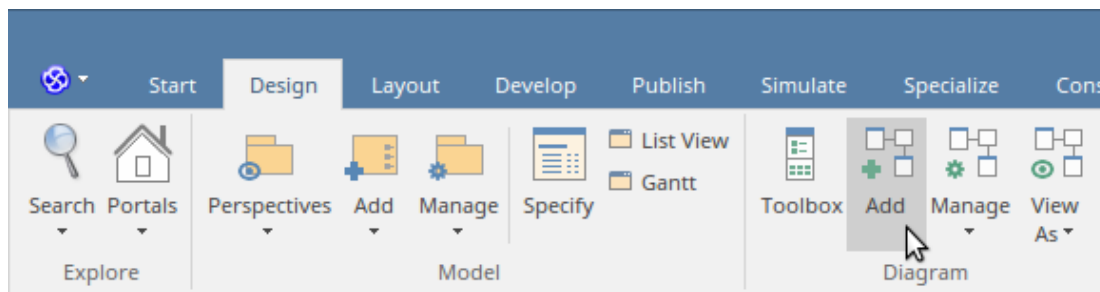 Start Design Layout Develop Publish Simulate Specialize Cons
List View
Gantt
Search Portals Perspectives Add Manage Specify Toolbox Add Manage View
As
Explore Model Diagram